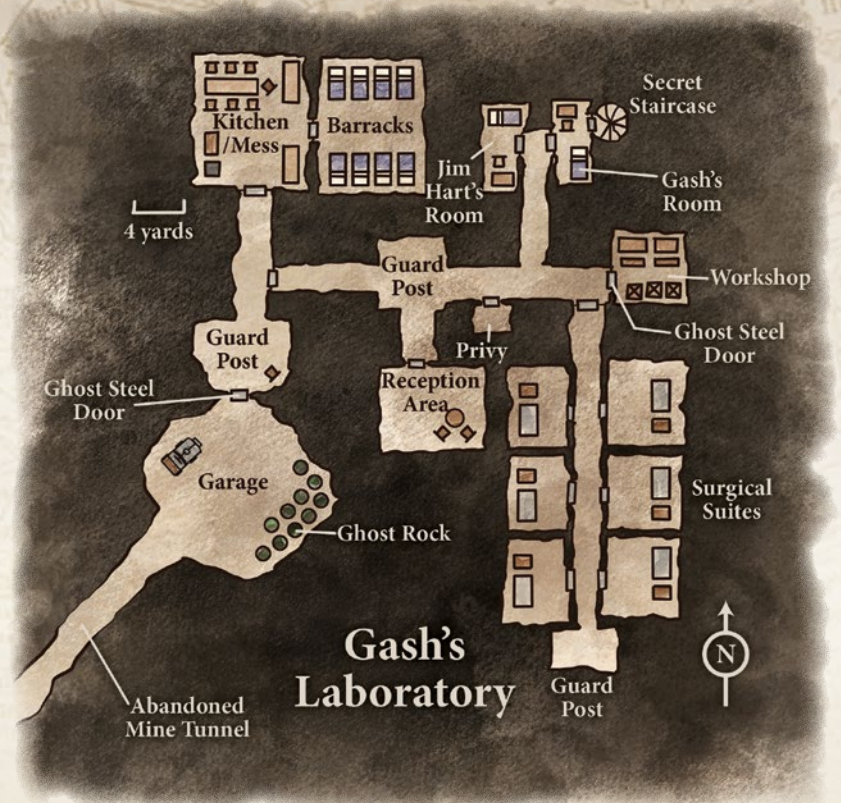 Secret
Staircase
Kitchen
/Mess
Barracks
Jim
Hart's
Room
Gash's
Room
4 yards
Guard
Post
Workshop
Guard
Post
Privy
Ghost Steel
Door
Ghost Steel
Door
Reception
Area
Garage
Surgical
Suites
Ghost Rock
Gash's
Laboratory
N
Guard
Post
Abandoned
Mine Tunnel